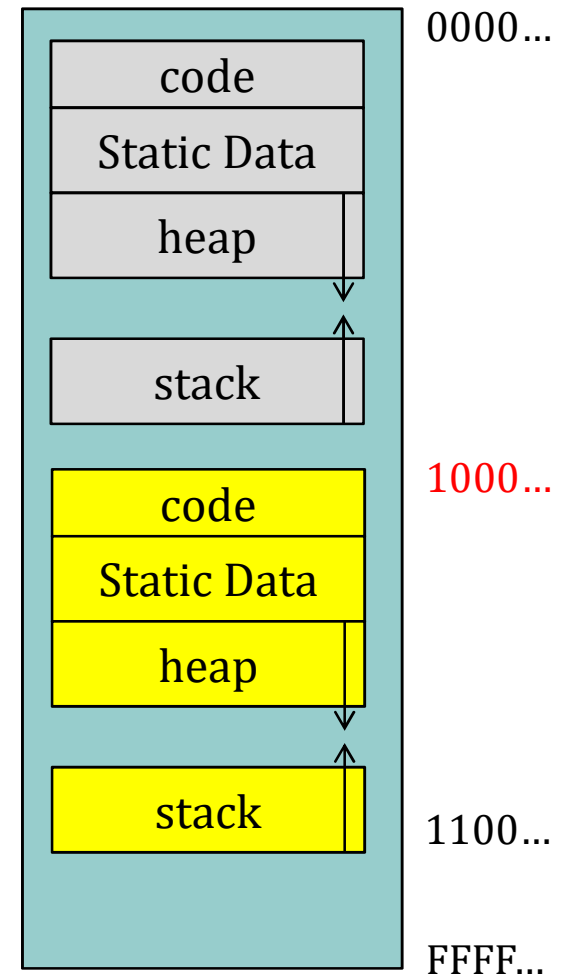 0000…
code
Static Data
heap
stack
1000…
code
Static Data
heap
stack
1100…
FFFF…